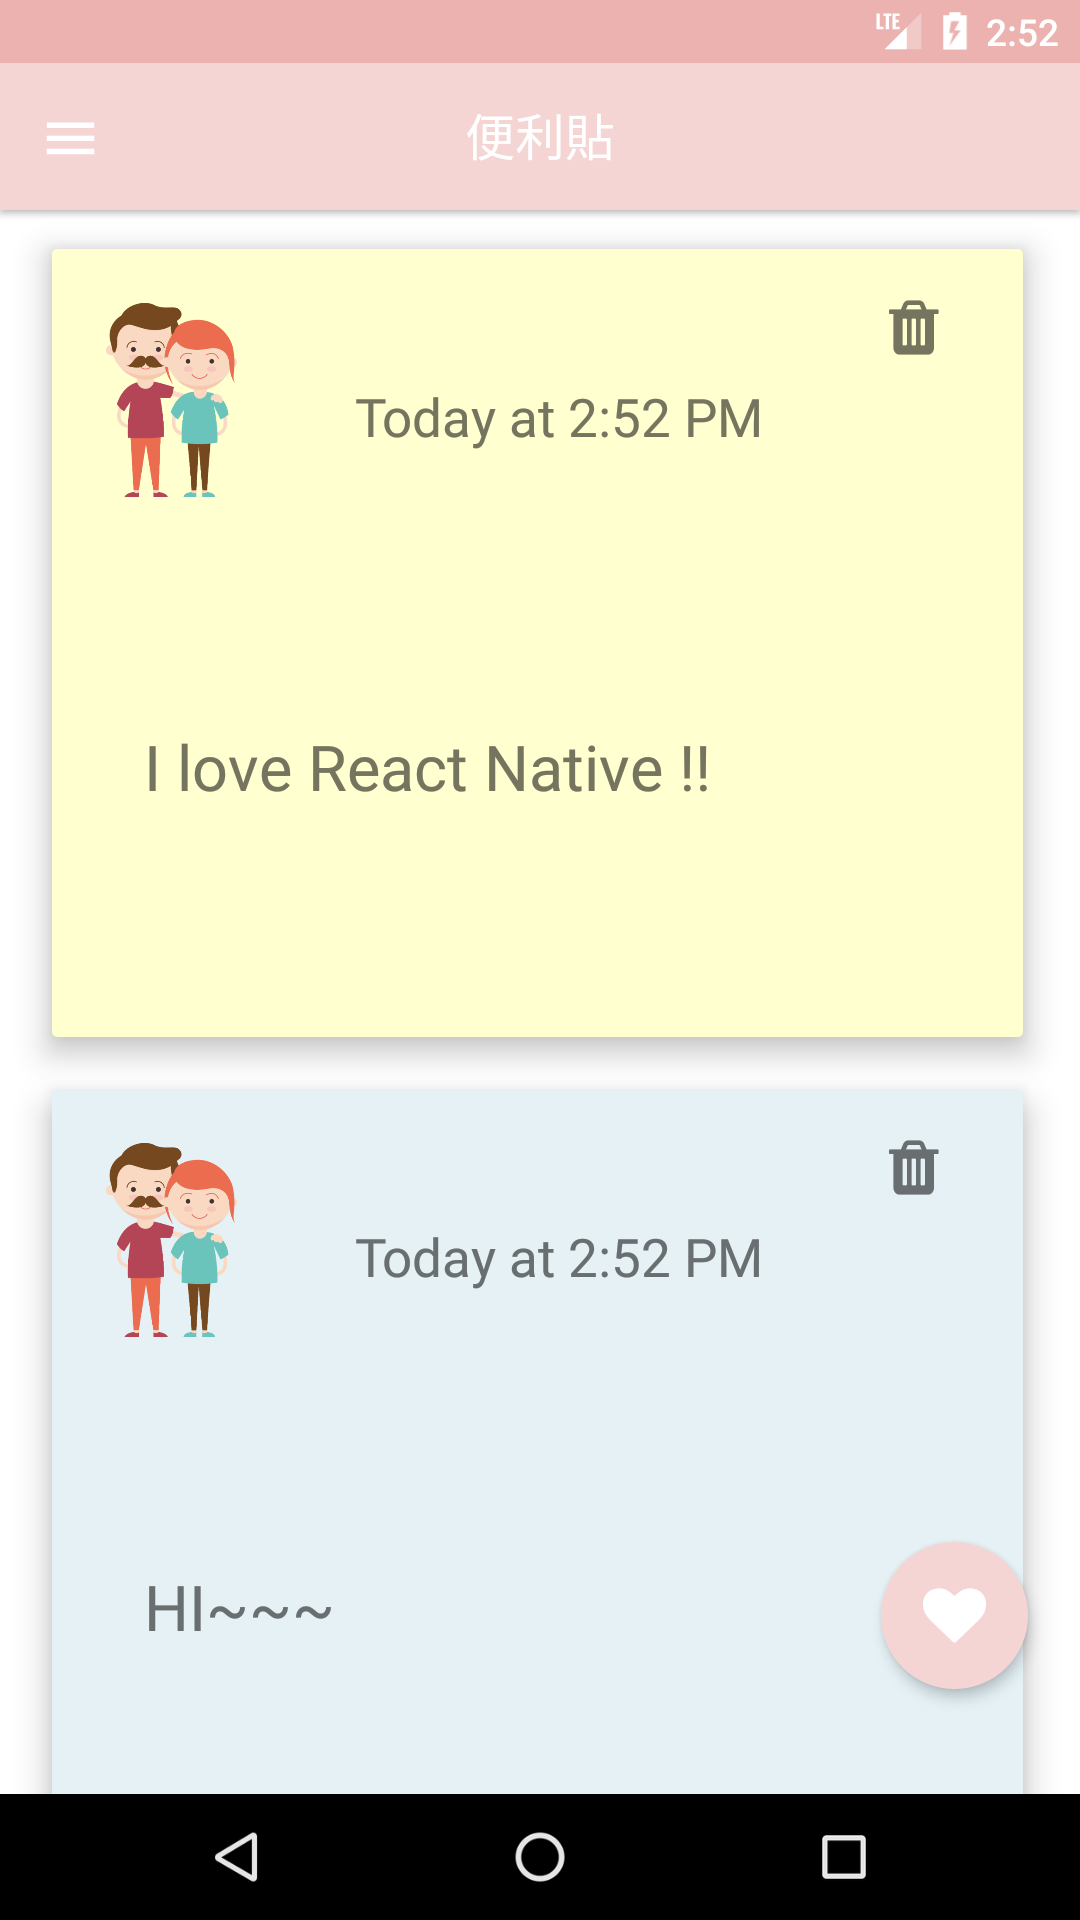 LTE 2:52
便利貼
Today at 2:52 PM
I love React Native !!
Today at 2:52 PM
HI~~~